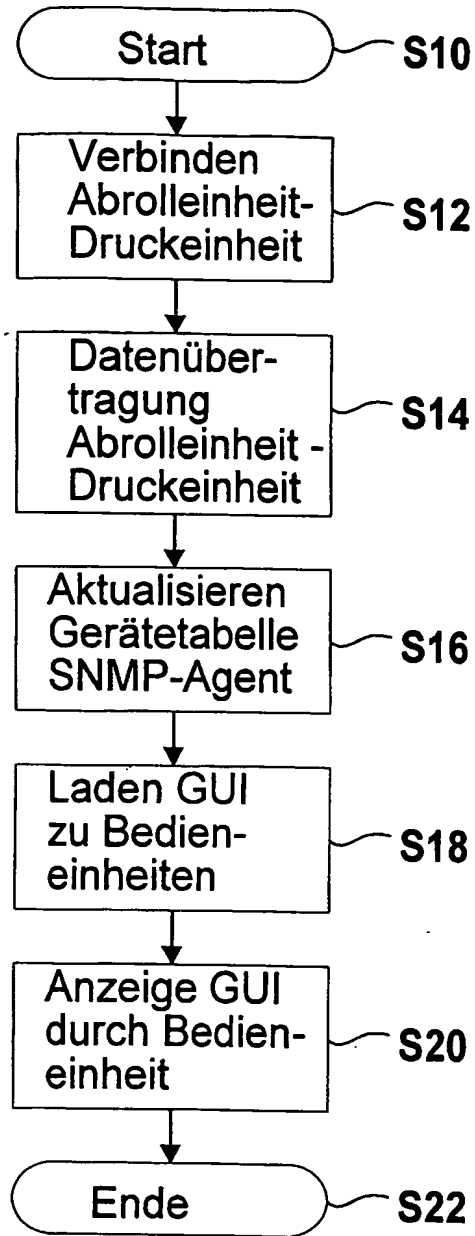 Start
S10
Verbinden
Abrolleinheit-
Druckeinheit
S12
Datenüber-
tragung
Abrolleinheit -
Druckeinheit
S14
Aktualisieren
Gerätetabelle
SNMP-Agent
S16
Laden GUI
zu Bedien-
einheiten
S18
Anzeige GUI
durch Bedien-
einheit
S20
Ende
S22